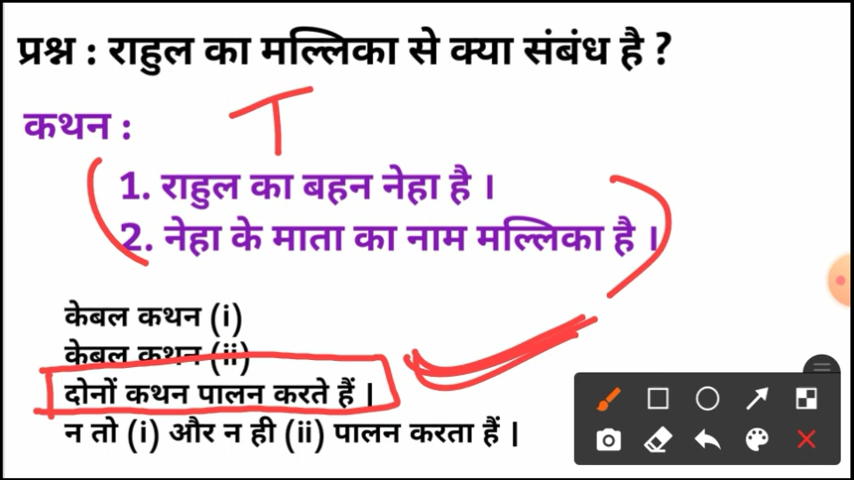 प्रश्न : राहुल का मल्लिका से क्या संबंध है ?
कथन :
1. राहुल का बहन नेहा है ।
2. नेहा के माता का नाम मल्लिका है ।
केबल कथन (i)
केबल कथन (ii)
दोनों कथन पालन करते हैं ।
न तो (i) और न ही (ii) पालन करता हैं ।